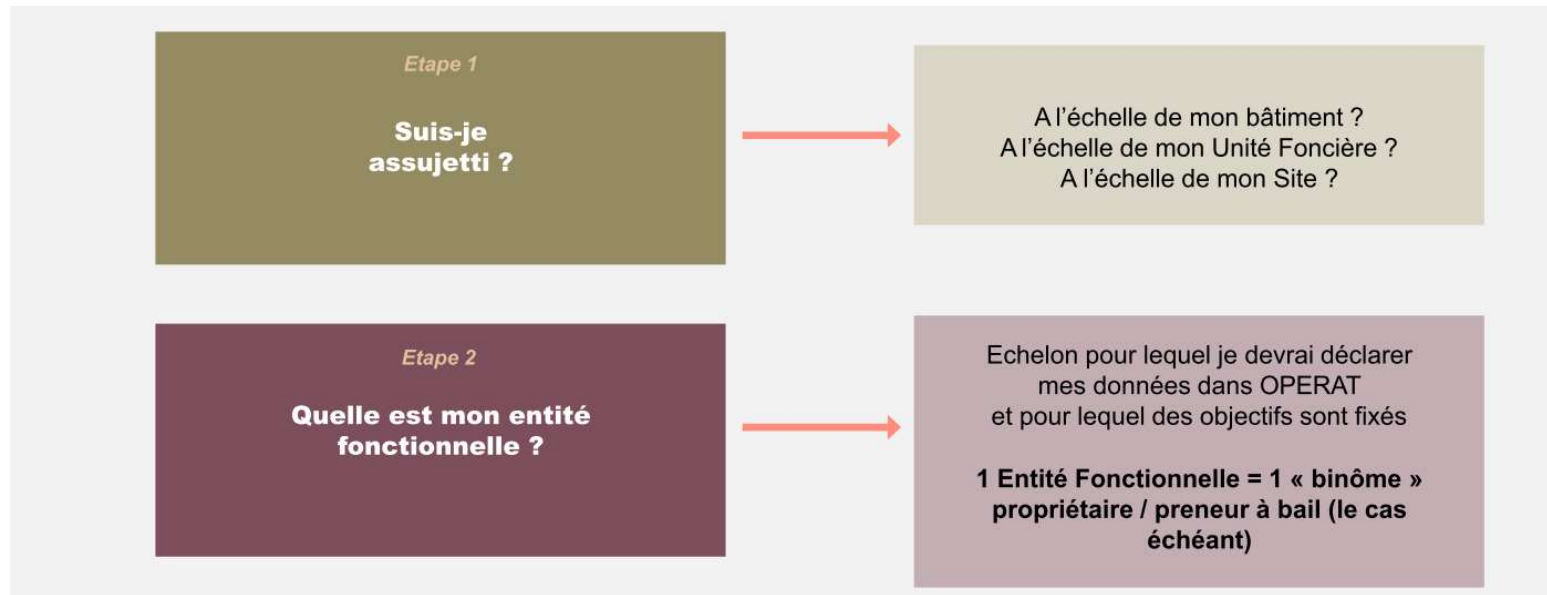 Etape 1
Suis-je
assujetti ?
A l’échelle de mon bâtiment ?
A l’échelle de mon Unité Foncière ?
A l’échelle de mon Site ?
Etape 2
Quelle est mon entité
fonctionnelle ?
Echelon pour lequel je devrai déclarer
mes données dans OPERAT
et pour lequel des objectifs sont fixés
1 Entité Fonctionnelle = 1 « binôme »
propriétaire / preneur à bail (le cas
échéant)